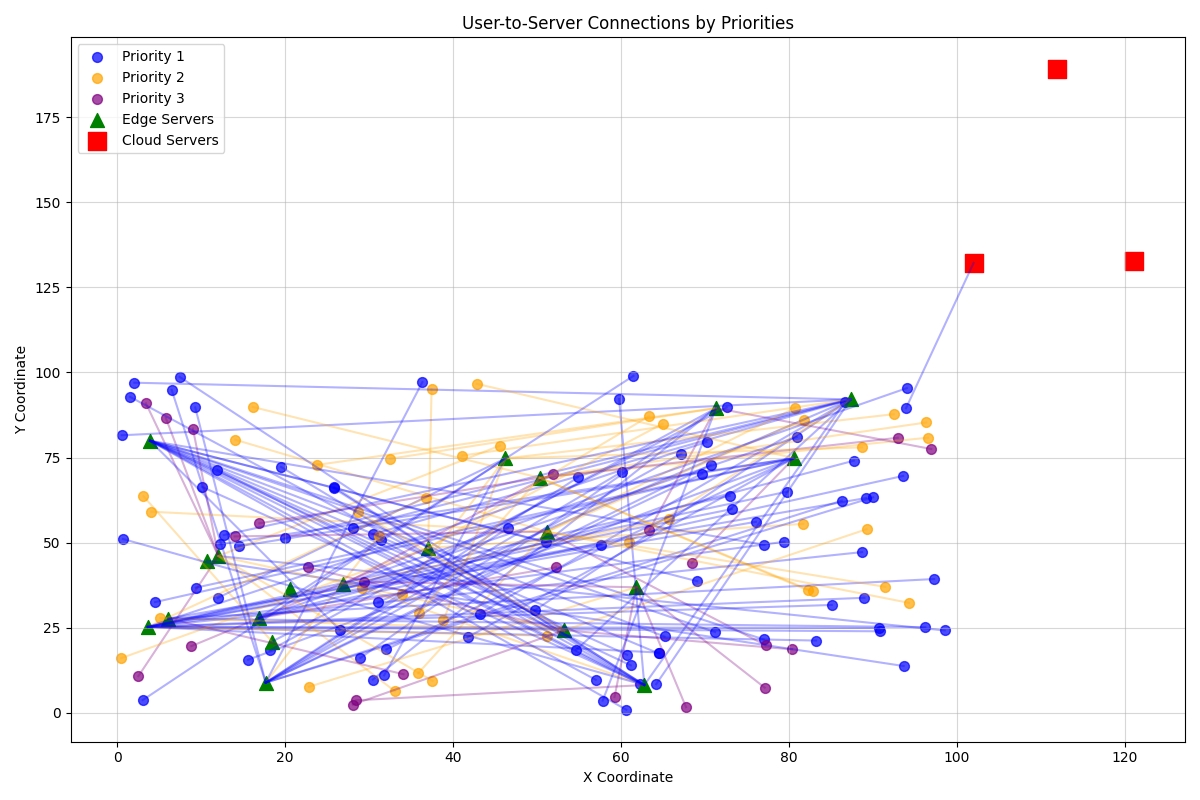 User-to-Server Connections by Priorities
Priority 1
Priority 2
Priority 3
Edge Servers
Cloud Servers
Y Coordinate
175
150
125
100
75
50
25
0
0 20 40 60 80 100 120
X Coordinate